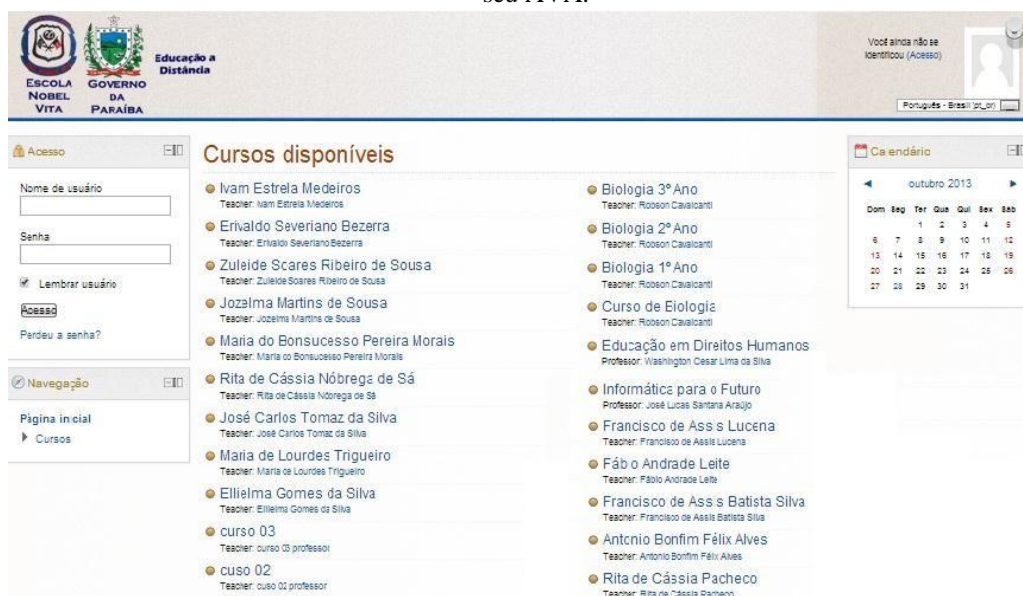 seu AVA.
ESCOLA
NOBEL
VITA
GOVERNO
DA
PARAÍBA
Educação a
Distância
Você ainda não se
identificou (Acesso)
Português - Brasil (pt_br)
Acesso
Nome de usuário
Senha
Lembrar usuário
Acesso
Perdeu a senha?
Navegação
Página inicial
Cursos
Cursos disponíveis
Ivam Estrela Medeiros
Teacher: Ivam Estrela Medeiros
Erivaldo Severiano Bezerra
Teacher: Erivaldo Severiano Bezerra
Zuleide Soares Ribeiro de Sousa
Teacher: Zuleide Soares Ribeiro de Sousa
Jozelma Martins de Sousa
Teacher: Jozelma Martins de Sousa
Maria do Bonsucesso Pereira Morais
Teacher: Maria do Bonsucesso Pereira Morais
Rita de Cássia Nóbrega de Sá
Teacher: Rita de Cássia Nóbrega de Sá
José Carlos Tomaz da Silva
Teacher: José Carlos Tomaz da Silva
Maria de Lourdes Trigueiro
Teacher: Maria de Lourdes Trigueiro
Ellielma Gomes da Silva
Teacher: Ellielma Gomes da Silva
curso 03
Teacher: curso 03 professor
cuso 02
Teacher: cuso 02 professor
Biologia 3º Ano
Teacher: Robson Cavalcanti
Biologia 2º Ano
Teacher: Robson Cavalcanti
Biologia 1º Ano
Teacher: Robson Cavalcanti
Curso de Biologia
Teacher: Robson Cavalcanti
Educação em Direitos Humanos
Professor: Washington Cesar Lima da Silva
Informática para o Futuro
Professor: José Lucas Santana Araújo
Francisco de Assis Lucena
Teacher: Francisco de Assis Lucena
Fábio Andrade Leite
Teacher: Fábio Andrade Leite
Francisco de Assis Batista Silva
Teacher: Francisco de Assis Batista Silva
Antonio Bonfim Félix Alves
Teacher: Antonio Bonfim Félix Alves
Rita de Cássia Pacheco
Teacher: Rita de Cássia Pacheco
Calendário
outubro 2013
Dom Seg Ter Qua Qui Sex Sáb
1 2 3 4 5
6 7 8 9 10 11 12
13 14 15 16 17 18 19
20 21 22 23 24 25 26
27 28 29 30 31